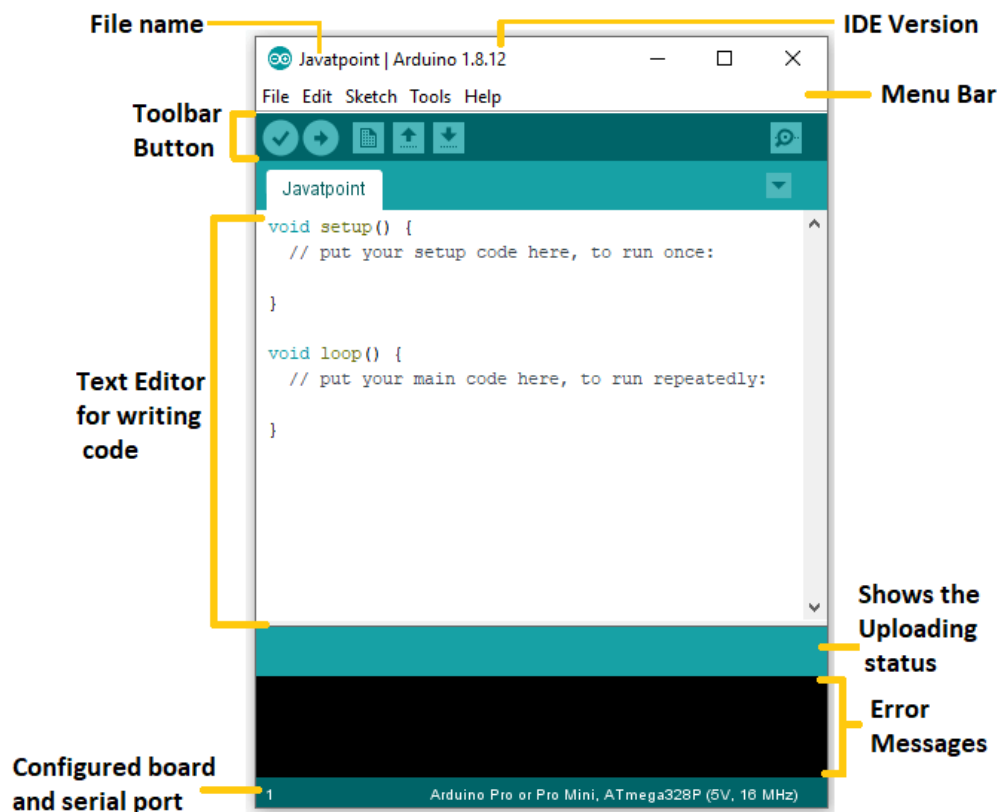 File name
IDE Version
Javatpoint | Arduino 1.8.12
File Edit Sketch Tools Help
Menu Bar
Toolbar
Button
Javatpoint
void setup() {
// put your setup code here, to run once:
}
void loop() {
// put your main code here, to run repeatedly:
}
Text Editor
for writing
code
Shows the
Uploading
status
Error
Messages
Configured board
and serial port
1
Arduino Pro or Pro Mini, ATmega328P (5V, 16 MHz)